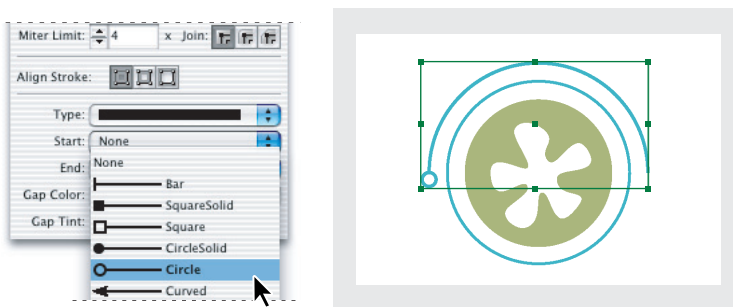 Miter Limit: 4 x Join:
Align Stroke:
Type:
Start: None
End:
None
Bar
Gap Color:
SquareSolid
Gap Tint:
Square
CircleSolid
Circle
Curved